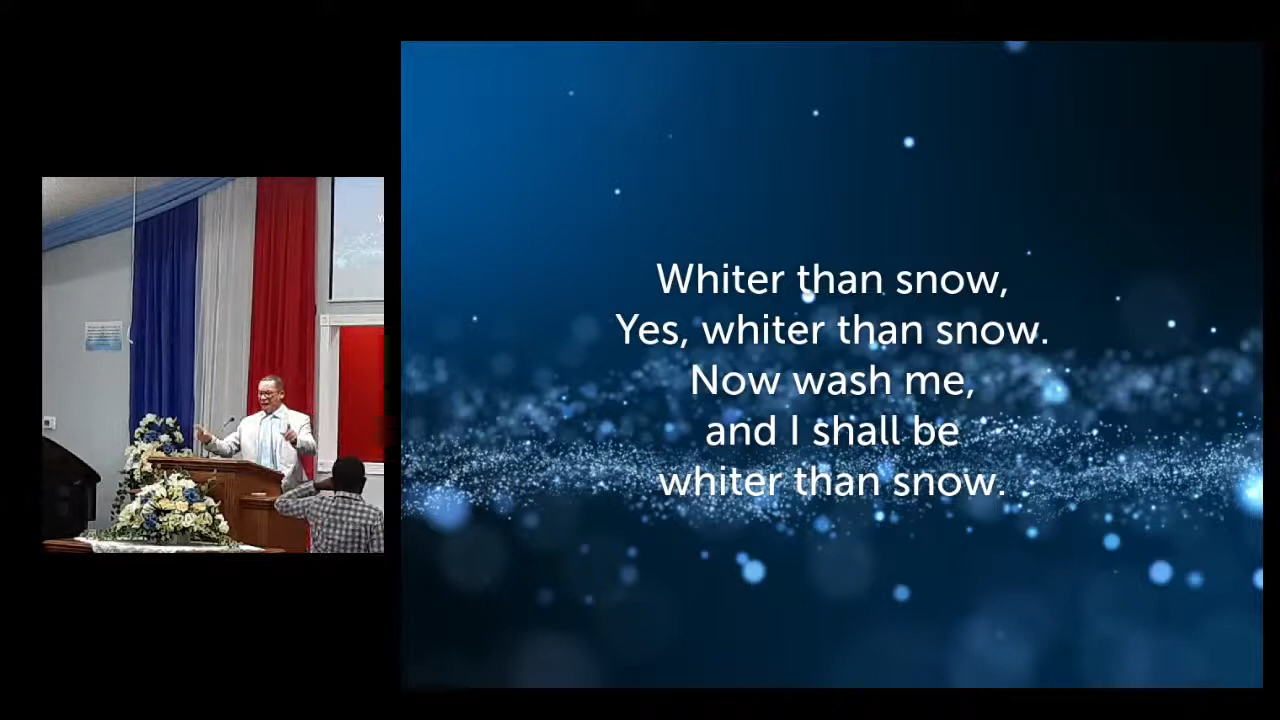 Whiter than snow,
Yes, whiter than snow.
Now wash me,
and I shall be
whiter than snow.